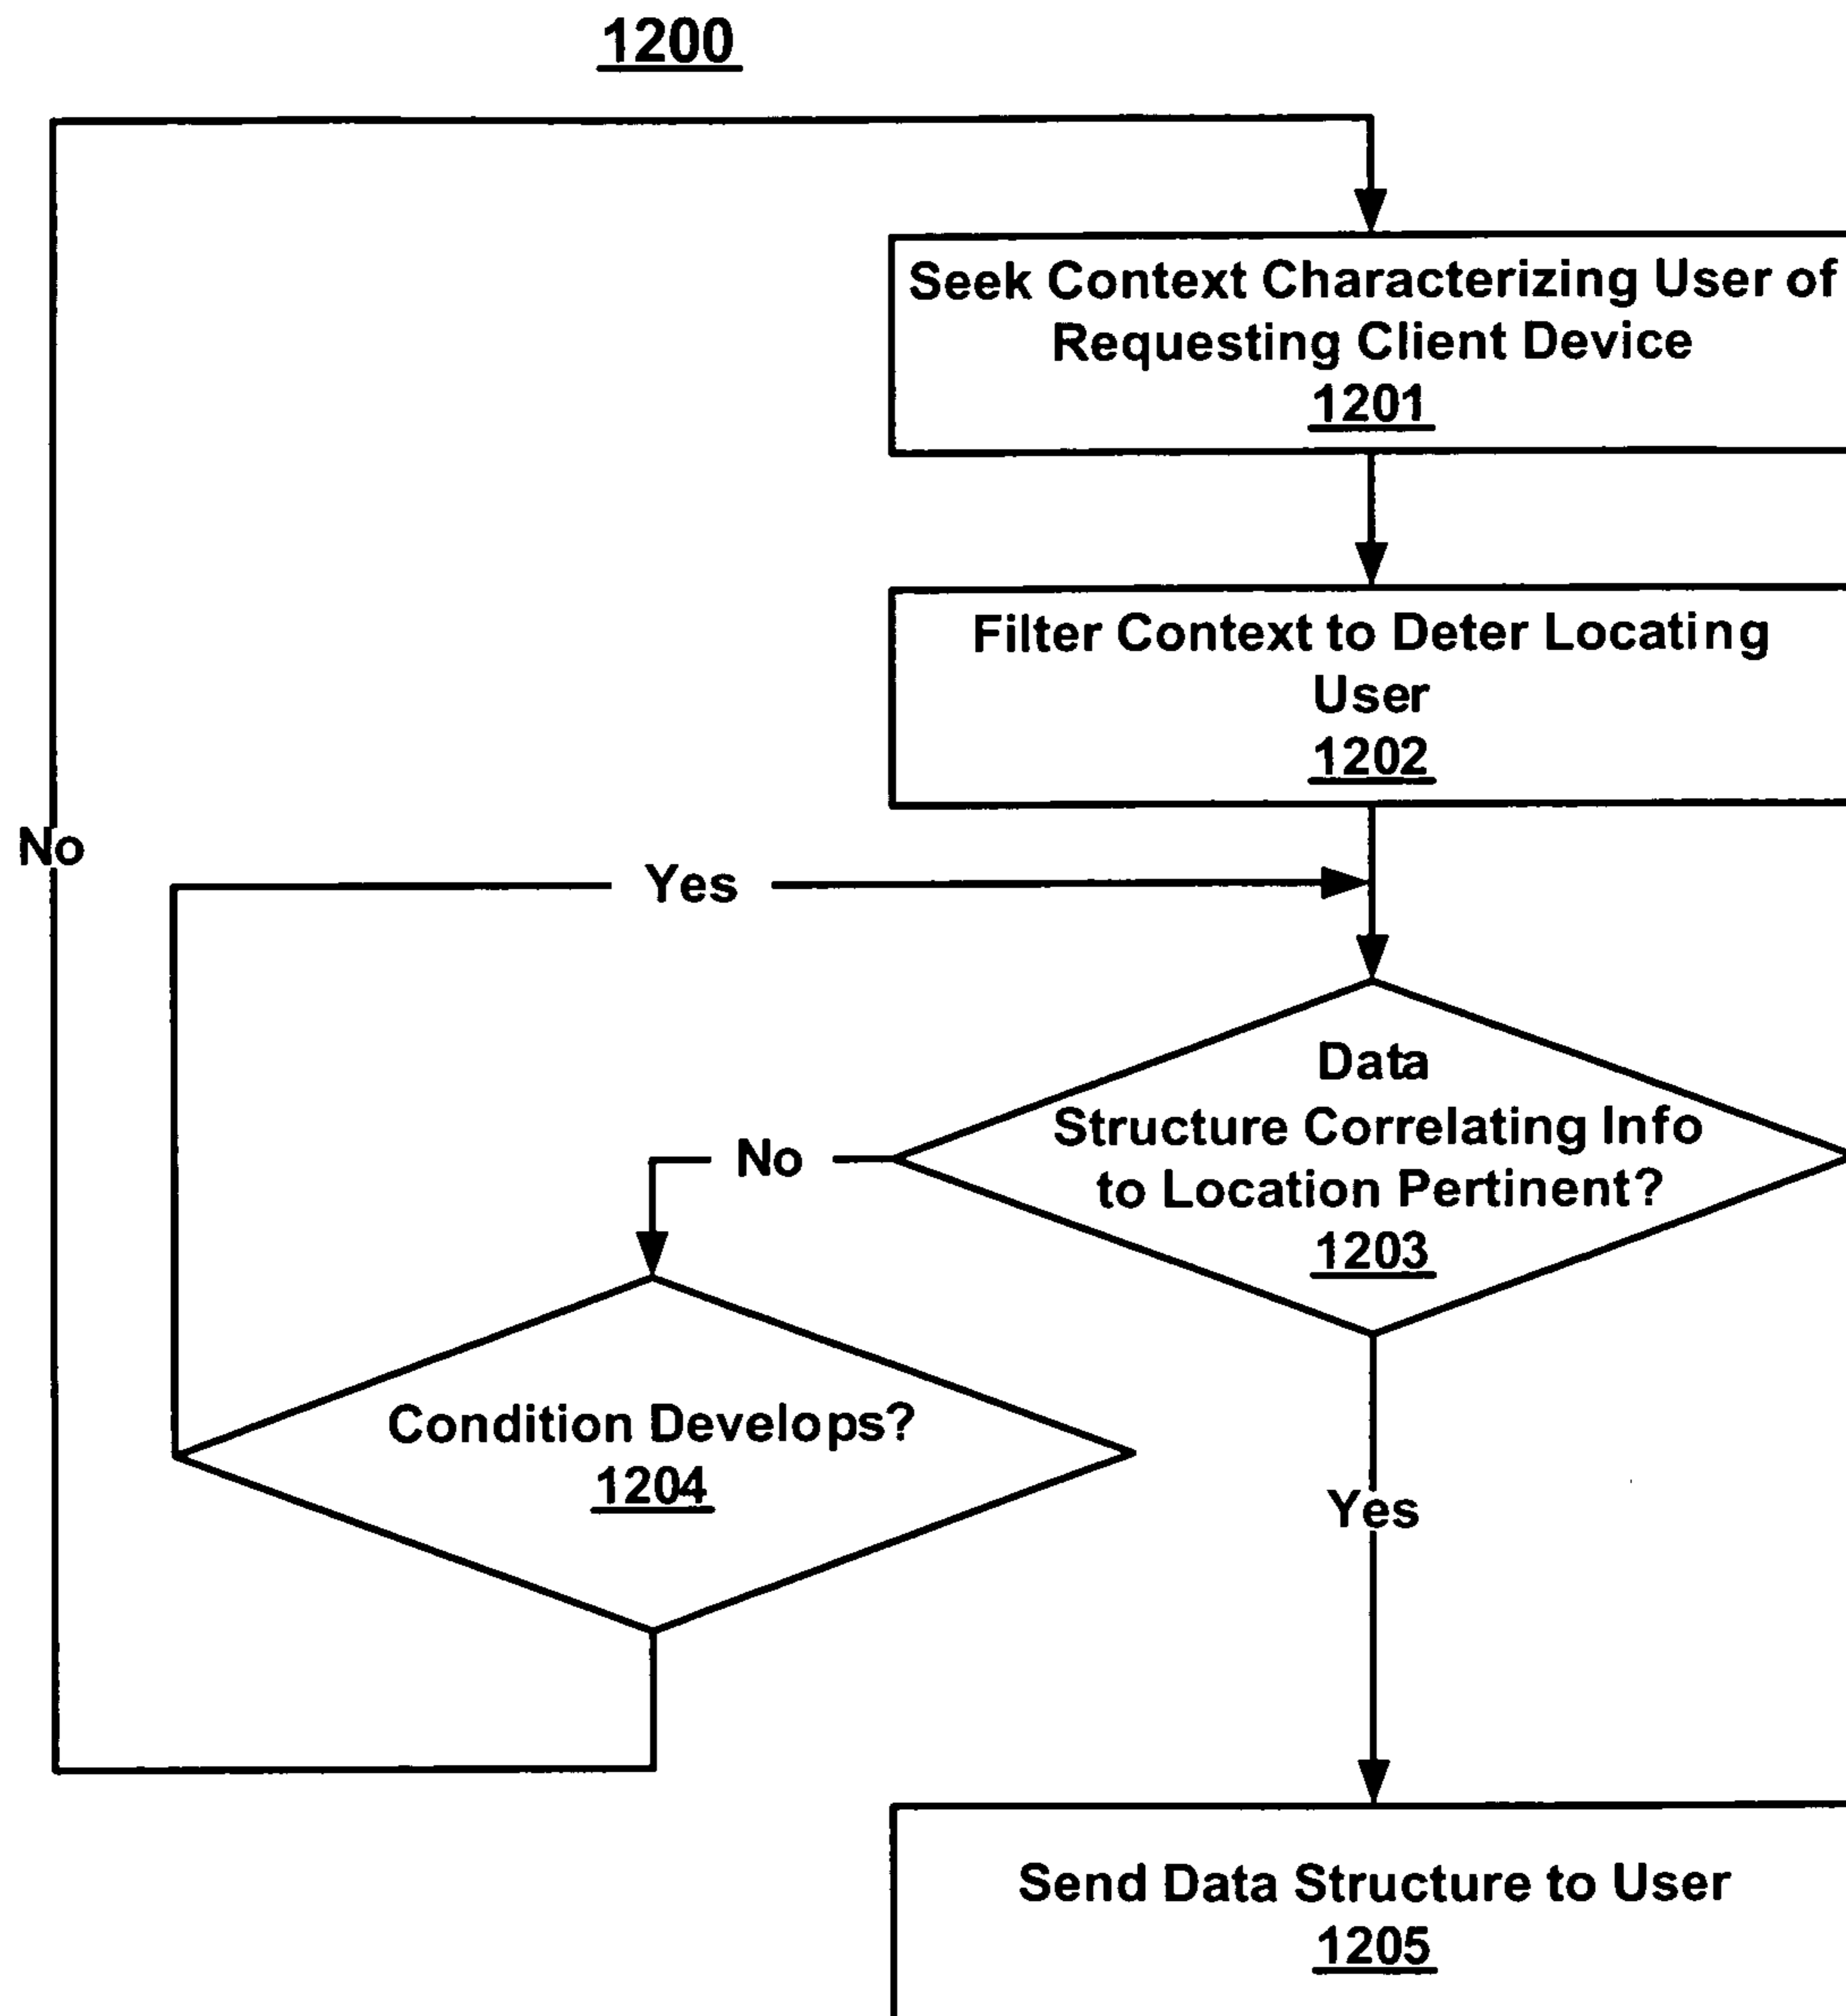 1200
Seek Context Characterizing User of
Requesting Client Device
1201
Filter Context to Deter Locating
User
1202
No
Yes
Data
Structure Correlating Info
to Location Pertinent?
1203
No
Condition Develops?
1204
Yes
Send Data Structure to User
1205